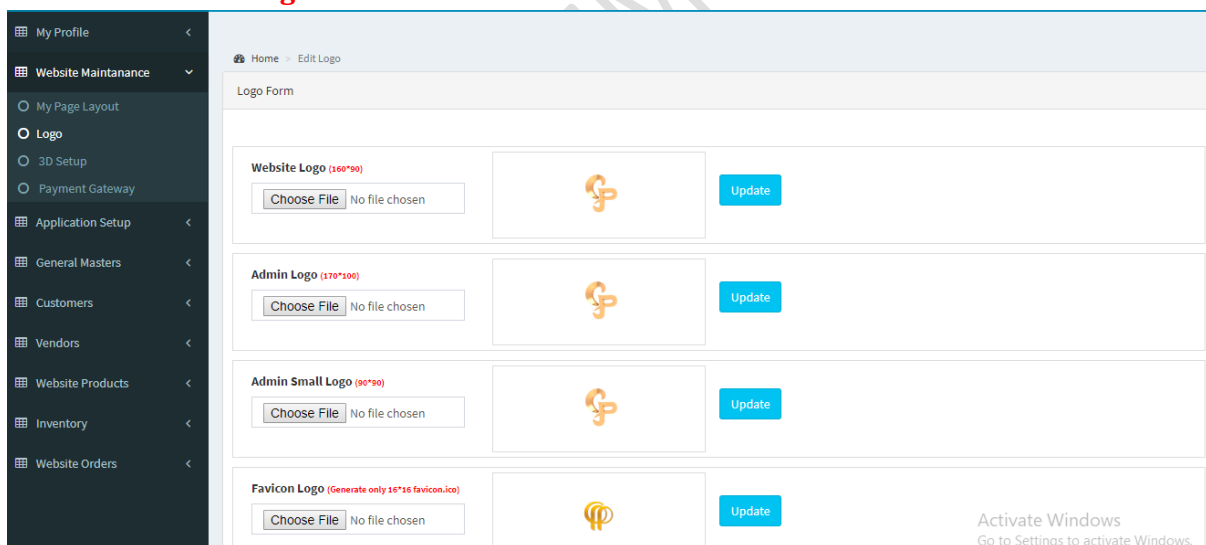 My Profile
Website Maintanance
My Page Layout
Logo
3D Setup
Payment Gateway
Application Setup
General Masters
Customers
Vendors
Website Products
Inventory
Website Orders
Home > Edit Logo
Logo Form
Website Logo (160*90)
Choose File No file chosen
Update
Admin Logo (170*100)
Choose File No file chosen
Update
Admin Small Logo (90*90)
Choose File No file chosen
Update
Favicon Logo (Generate only 16*16 favicon.ico)
Choose File No file chosen
Update
Activate Windows
Go to Settings to activate Windows.